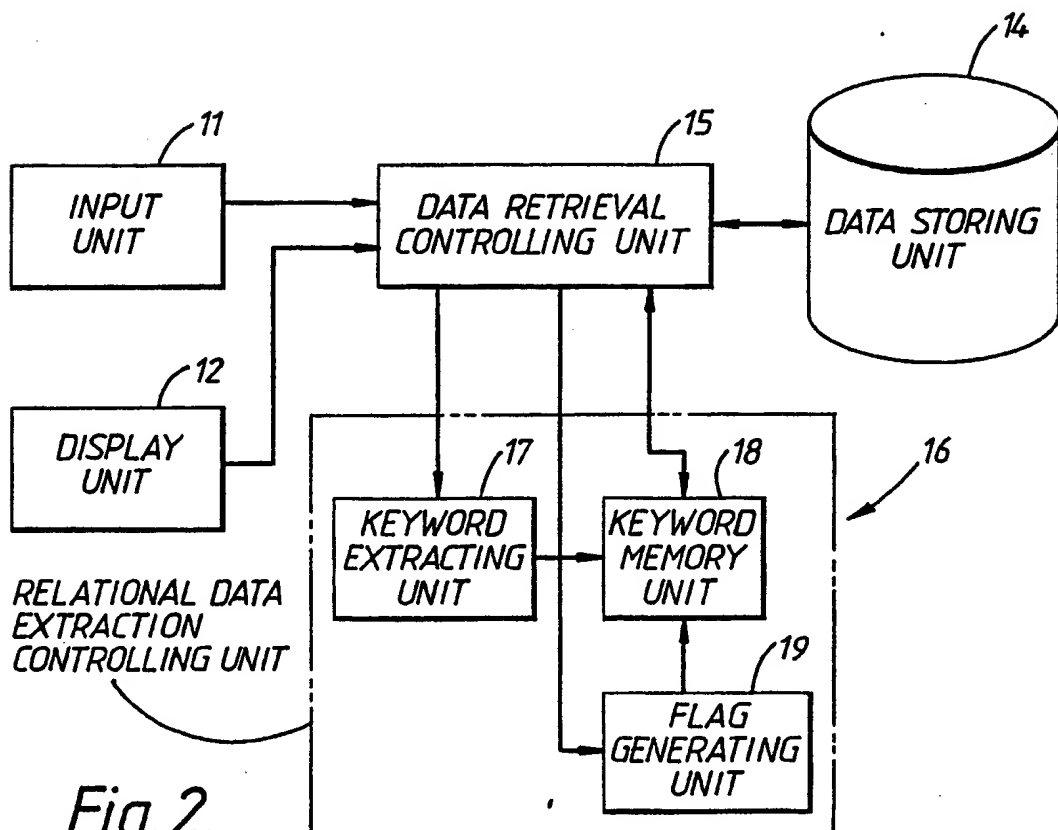 14
11
15
INPUT
UNIT
DATA RETRIEVAL
CONTROLLING UNIT
DATA STORING
UNIT
12
DISPLAY
UNIT
17
18
16
KEYWORD
EXTRACTING
UNIT
KEYWORD
MEMORY
UNIT
RELATIONAL DATA
EXTRACTION
CONTROLLING UNIT
19
FLAG
GENERATING
UNIT
Fig. 2.